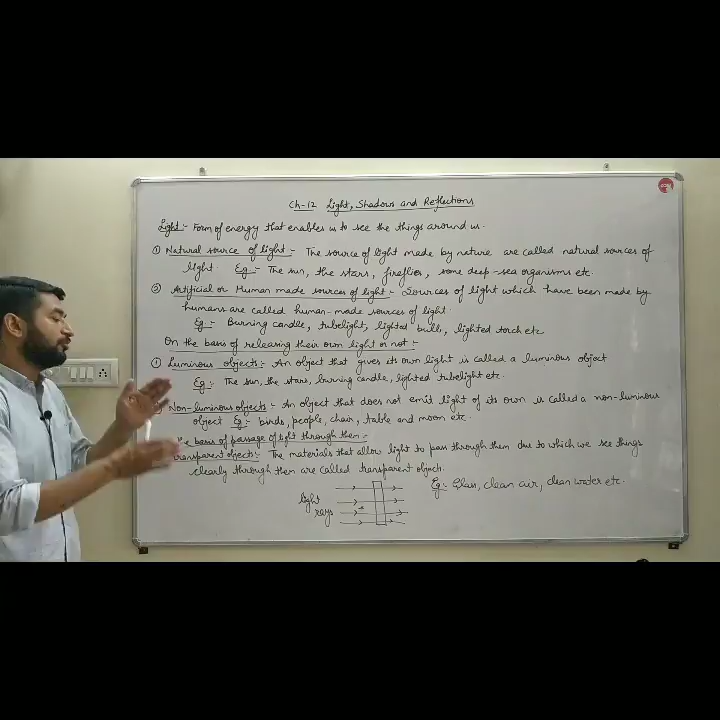 Ch-12 Light, Shadows and Reflections
Light :- Form of energy that enables us to see the things around us.
① Natural source of light :- The source of light made by nature are called natural sources of
light. Eg :- The sun, the stars, fireflies, some deep-sea organisms etc.
② Artificial or Human made sources of light :- Sources of light which have been made by
humans are called human-made sources of light.
Eg :- Burning candle, tubelight, lighted bulb, lighted torch etc
On the basis of releasing their own light or not :-
① Luminous objects :- An object that gives its own light is called a luminous object
Eg :- The sun, the stars, burning candle, lighted tubelight etc.
Non-luminous objects :- An object that does not emit light of its own is called a non-luminous
object Eg :- birds, people, chair, table and moon etc.
he basis of passage of light through them :-
ransparent objects :- The materials that allow light to pass through them due to which we see things
clearly through them are called transparent objects.
Eg :- Glass, clean air, clean water etc.
light
rays